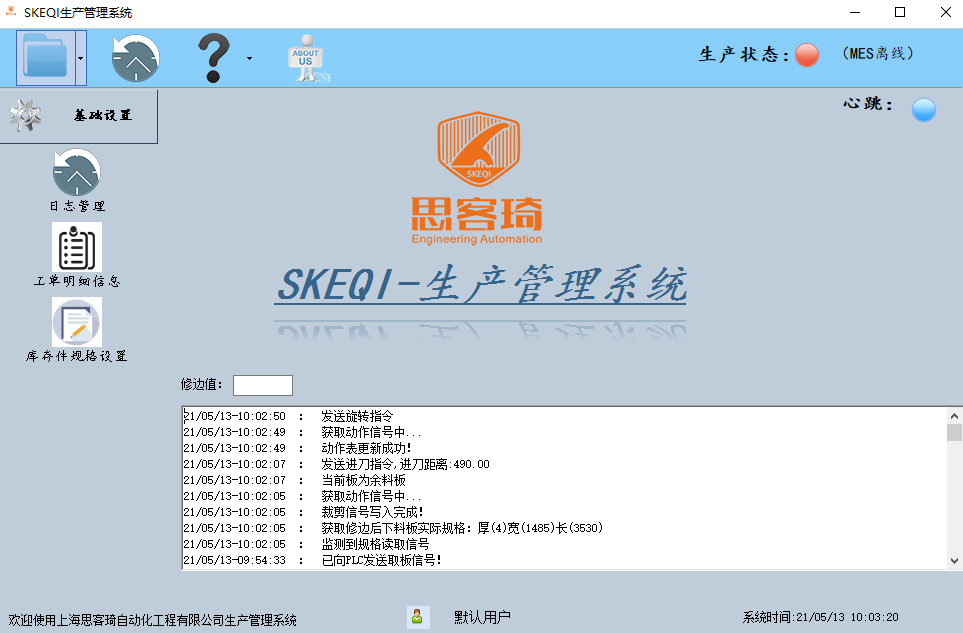 SKEQI生产管理系统
ABOUT US
生产状态:
(MES离线)
基础设置
心跳:
日志管理
工单明细信息
库存件规格设置
SKEQI
思客琦
Engineering Automation
SKEQI-生产管理系统
修边值:
21/05/13-10:02:50 : 发送旋转指令
21/05/13-10:02:49 : 获取动作信号中...
21/05/13-10:02:49 : 动作表更新成功!
21/05/13-10:02:07 : 发送进刀指令,进刀距离:490.00
21/05/13-10:02:07 : 当前板为余料板
21/05/13-10:02:05 : 获取动作信号中...
21/05/13-10:02:05 : 裁剪信号写入完成!
21/05/13-10:02:05 : 获取修边后下料板实际规格: 厚(4)宽(1485)长(3530)
21/05/13-10:02:05 : 监测到规格读取信号
21/05/13-09:54:33 : 已向PLC发送取板信号!
欢迎使用上海思客琦自动化工程有限公司生产管理系统
默认用户
系统时间:21/05/13 10:03:20